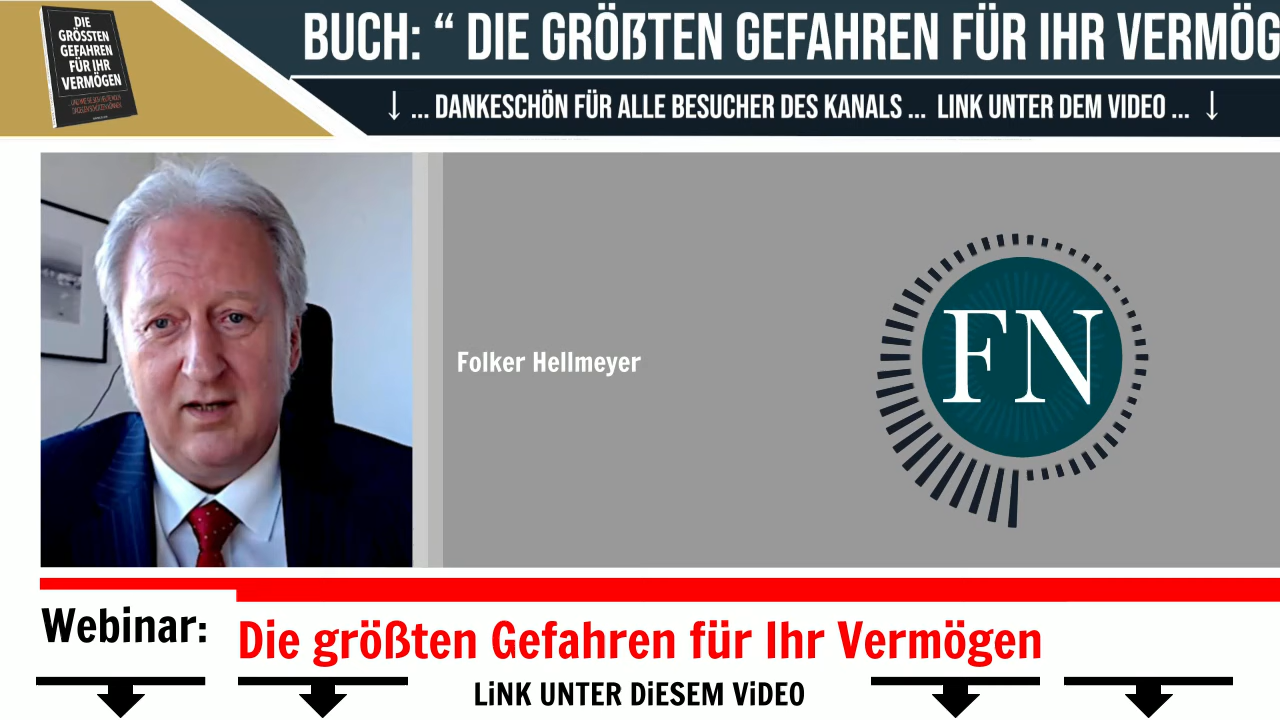 DIE
GRÖSSTEN
GEFAHREN
FÜR IHR
VERMÖGEN
BUCH: “ DIE GRÖßTEN GEFAHREN FÜR IHR VERMÖG
↓ ... DANKESCHÖN FÜR ALLE BESUCHER DES KANALS ... LINK UNTER DEM VIDEO ... ↓
Folker Hellmeyer
FN
Webinar:
Die größten Gefahren für Ihr Vermögen
LiNK UNTER DiESEM ViDEO